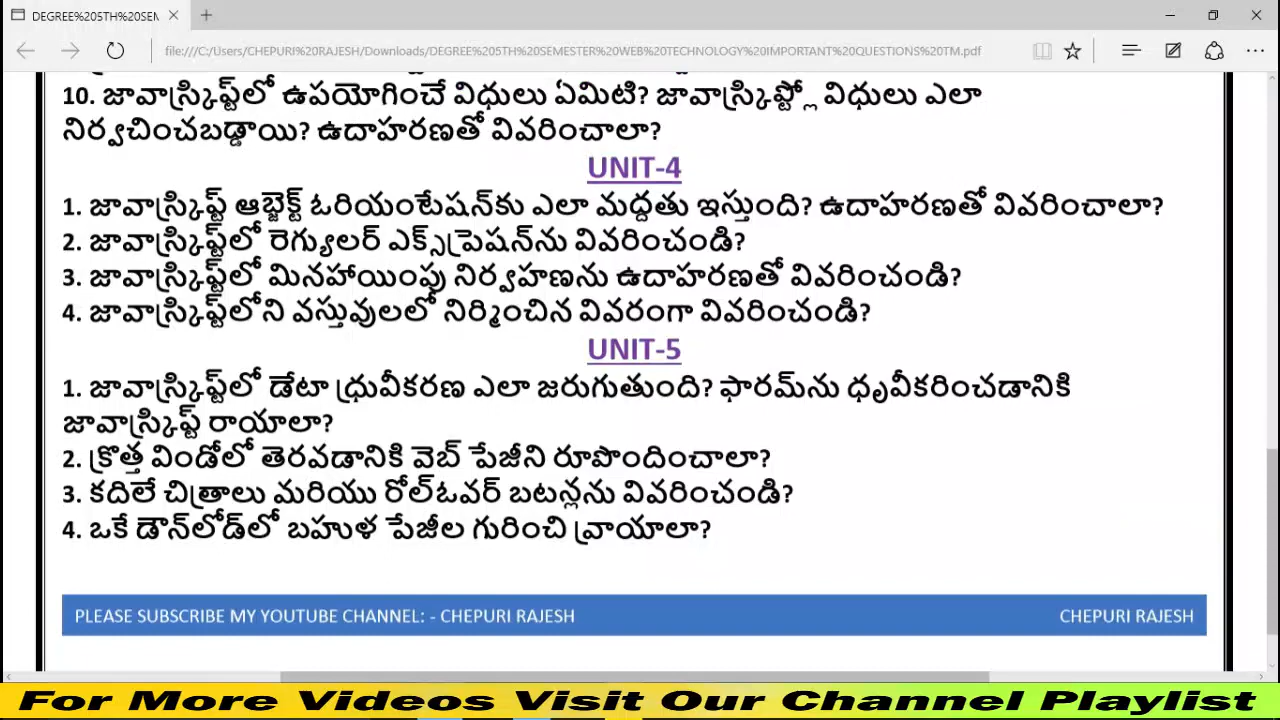 DEGREE%205TH%20SEM
file:///C:/Users/CHEPURI%20RAJESH/Downloads/DEGREE%205TH%20SEMESTER%20WEB%20TECHNOLOGY%20IMPORTANT%20QUESTIONS%20TM.pdf
10. జావాస్క్రిప్ట్‌లో ఉపయోగించే విధులు ఏమిటి? జావాస్క్రిప్ట్లో విధులు ఎలా
నిర్వచించబడ్డాయి? ఉదాహరణతో వివరించాలా?
UNIT-4
1. జావాస్క్రిప్ట్ ఆబ్జెక్ట్ ఓరియంటేషన్‌కు ఎలా మద్దతు ఇస్తుంది? ఉదాహరణతో వివరించాలా?
2. జావాస్క్రిప్ట్‌లో రెగ్యులర్ ఎక్స్‌ప్రెషన్‌ను వివరించండి?
3. జావాస్క్రిప్ట్‌లో మినహాయింపు నిర్వహణను ఉదాహరణతో వివరించండి?
4. జావాస్క్రిప్ట్‌లోని వస్తువులలో నిర్మించిన వివరంగా వివరించండి?
UNIT-5
1. జావాస్క్రిప్ట్‌లో డేటా ధ్రువీకరణ ఎలా జరుగుతుంది? ఫారమ్‌ను ధృవీకరించడానికి
జావాస్క్రిప్ట్ రాయాలా?
2. క్రొత్త విండోలో తెరవడానికి వెబ్ పేజీని రూపొందించాలా?
3. కదిలే చిత్రాలు మరియు రోల్‌ఓవర్ బటన్లను వివరించండి?
4. ఒకే డౌన్‌లోడ్‌లో బహుళ పేజీల గురించి వ్రాయాలా?
PLEASE SUBSCRIBE MY YOUTUBE CHANNEL: - CHEPURI RAJESH CHEPURI RAJESH
For More Videos Visit Our Channel Playlist